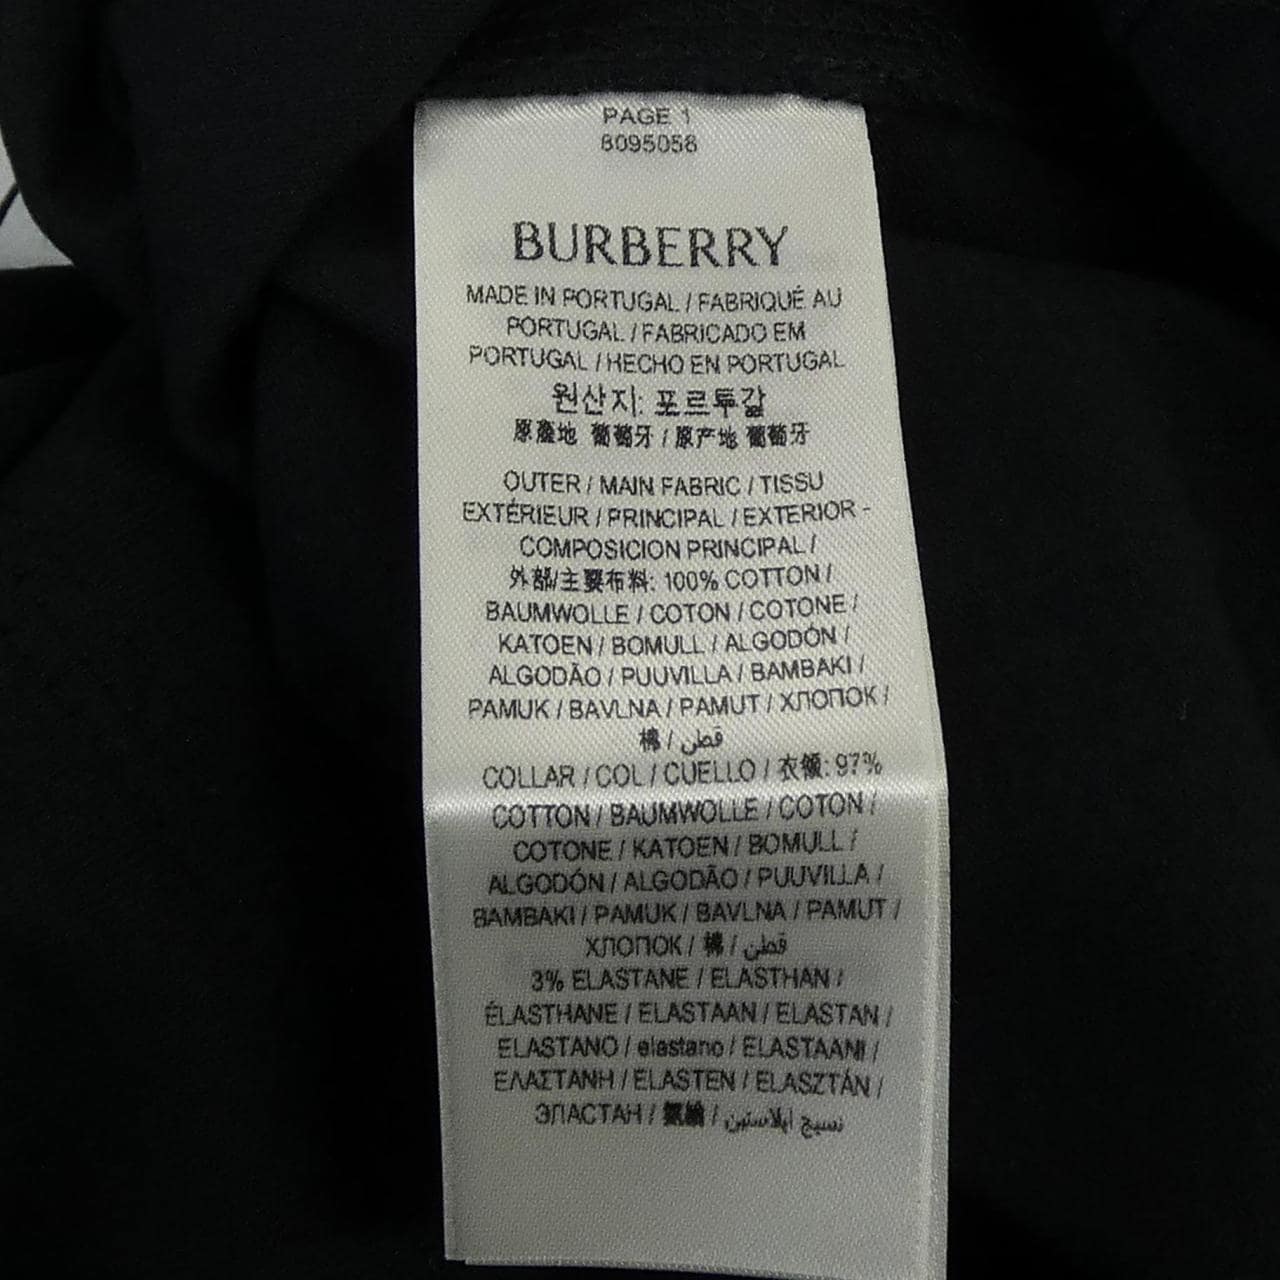 PAGE 1
8095058
BURBERRY
MADE IN PORTUGAL / FABRIQUÉ AU
PORTUGAL / FABRICADO EM
PORTUGAL / HECHO EN PORTUGAL
원산지: 포르투갈
原產地 葡萄牙 / 原产地 葡萄牙
OUTER / MAIN FABRIC / TISSU
EXTÉRIEUR / PRINCIPAL / EXTERIOR -
COMPOSICION PRINCIPAL /
外部/主要布料: 100% COTTON /
BAUMWOLLE / COTON / COTONE /
KATOEN / BOMULL / ALGODÓN /
ALGODÃO / PUUVILLA / BAMBAKI /
PAMUK / BAVLNA / PAMUT / ХЛОПОК /
棉 / قطن
COLLAR / COL / CUELLO / 衣領: 97%
COTTON / BAUMWOLLE / COTON /
COTONE / KATOEN / BOMULL /
ALGODÓN / ALGODÃO / PUUVILLA /
BAMBAKI / PAMUK / BAVLNA / PAMUT /
ХЛОПОК / 棉 / قطن
3% ELASTANE / ELASTHAN /
ÉLASTHANE / ELASTAAN / ELASTAN /
ELASTANO / elastano / ELASTAANI /
ΕΛΑΣΤΑΝΗ / ELASTEN / ELASZTÁN /
ЭЛАСТАН / 氨綸 / نسيج ايلاستين